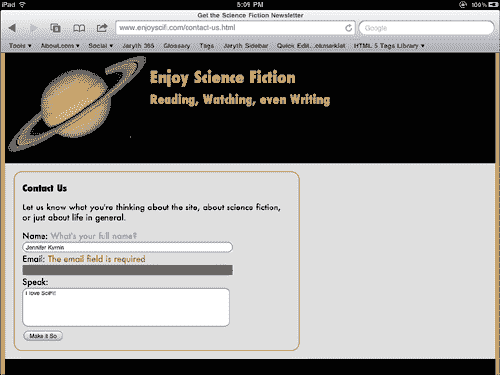 iPad
5:09 PM
100%
Get the Science Fiction Newsletter
www.enjoyscifi.com/contact-us.html
Google
Tools ▾ About.com ▾ Social ▾ Jaryth 365 Glossary Tags Jaryth Sidebar Quick Edit...okmarklet HTML 5 Tags Library ▾
Enjoy Science Fiction
Reading, Watching, even Writing
Contact Us
Let us know what you're thinking about the site, about science fiction,
or just about life in general.
Name: What's your full name?
Jennifer Kyrnin
Email: The email field is required
Speak:
I love SciFi!
Make It So